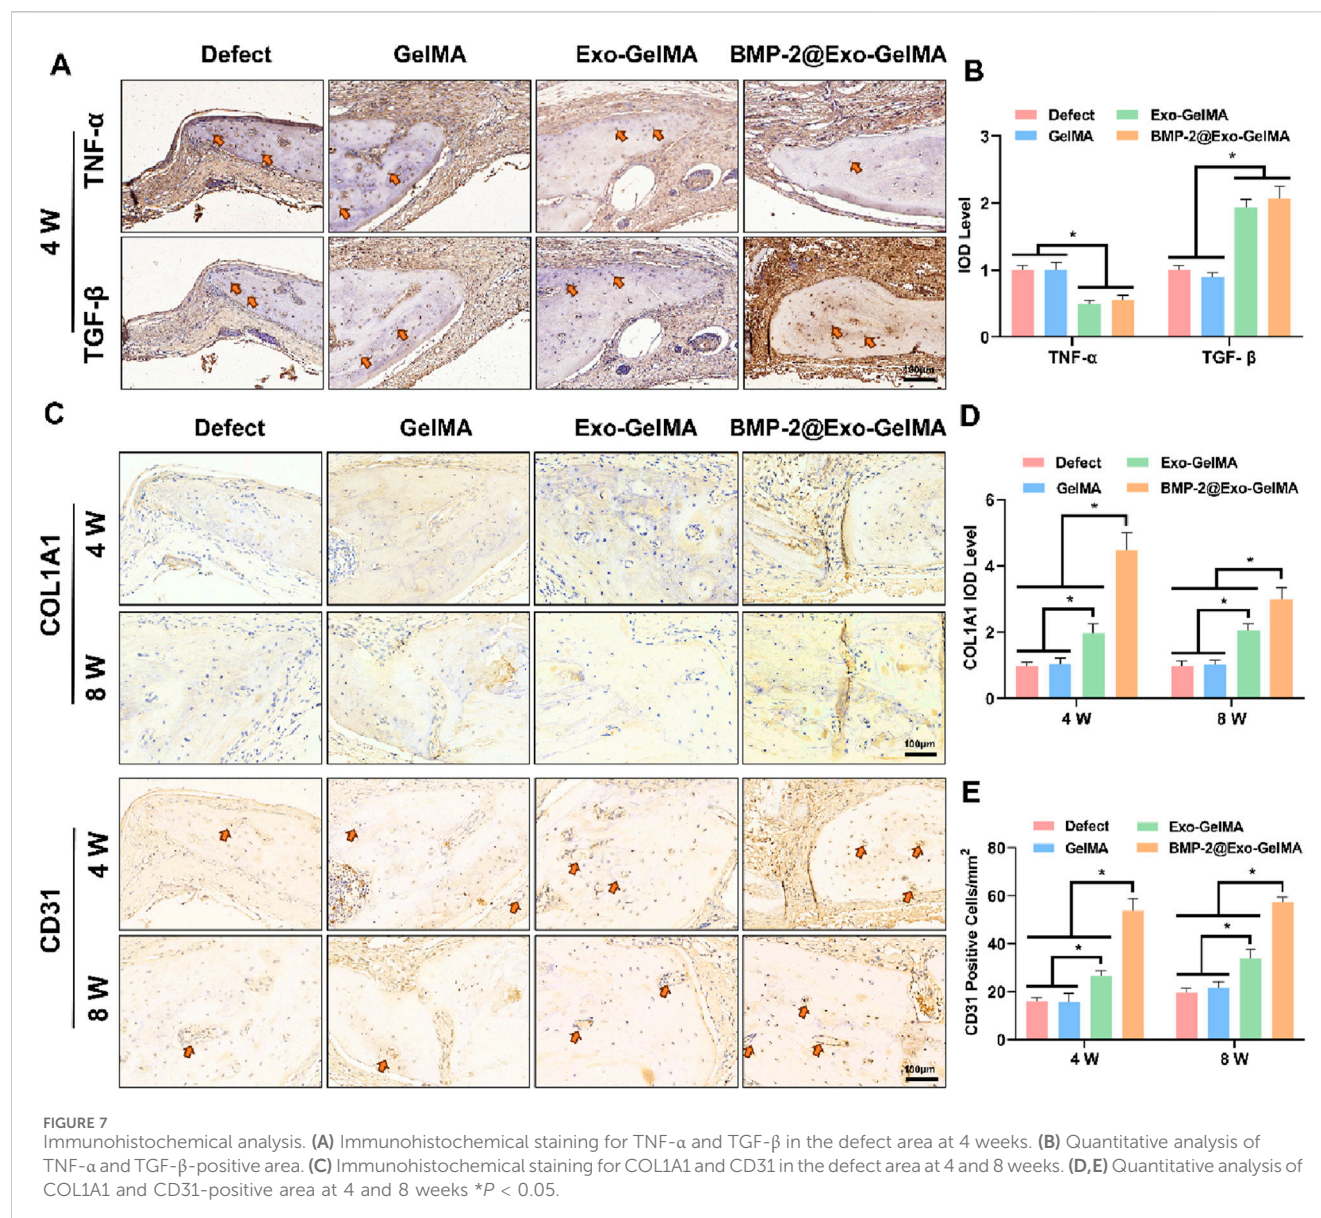 A
Defect
GelMA
Exo-GelMA
BMP-2@Exo-GelMA
4 W
TNF-α
TGF-β
100μm
B
Defect
Exo-GelMA
GelMA
BMP-2@Exo-GelMA
IOD Level
3
2
1
0
*
*
TNF-α
TGF- β
C
Defect
GelMA
Exo-GelMA
BMP-2@Exo-GelMA
COL1A1
4 W
8 W
100μm
CD31
4 W
8 W
100μm
D
Defect
Exo-GelMA
GelMA
BMP-2@Exo-GelMA
COL1A1 IOD Level
6
4
2
0
*
*
*
*
4 W
8 W
E
Defect
Exo-GelMA
GelMA
BMP-2@Exo-GelMA
CD31 Positive Cells/mm²
80
60
40
20
0
*
*
*
*
4 W
8 W
FIGURE 7
Immunohistochemical analysis. (A) Immunohistochemical staining for TNF-α and TGF-β in the defect area at 4 weeks. (B) Quantitative analysis of
TNF-α and TGF-β-positive area. (C) Immunohistochemical staining for COL1A1 and CD31 in the defect area at 4 and 8 weeks. (D,E) Quantitative analysis of
COL1A1 and CD31-positive area at 4 and 8 weeks *P < 0.05.